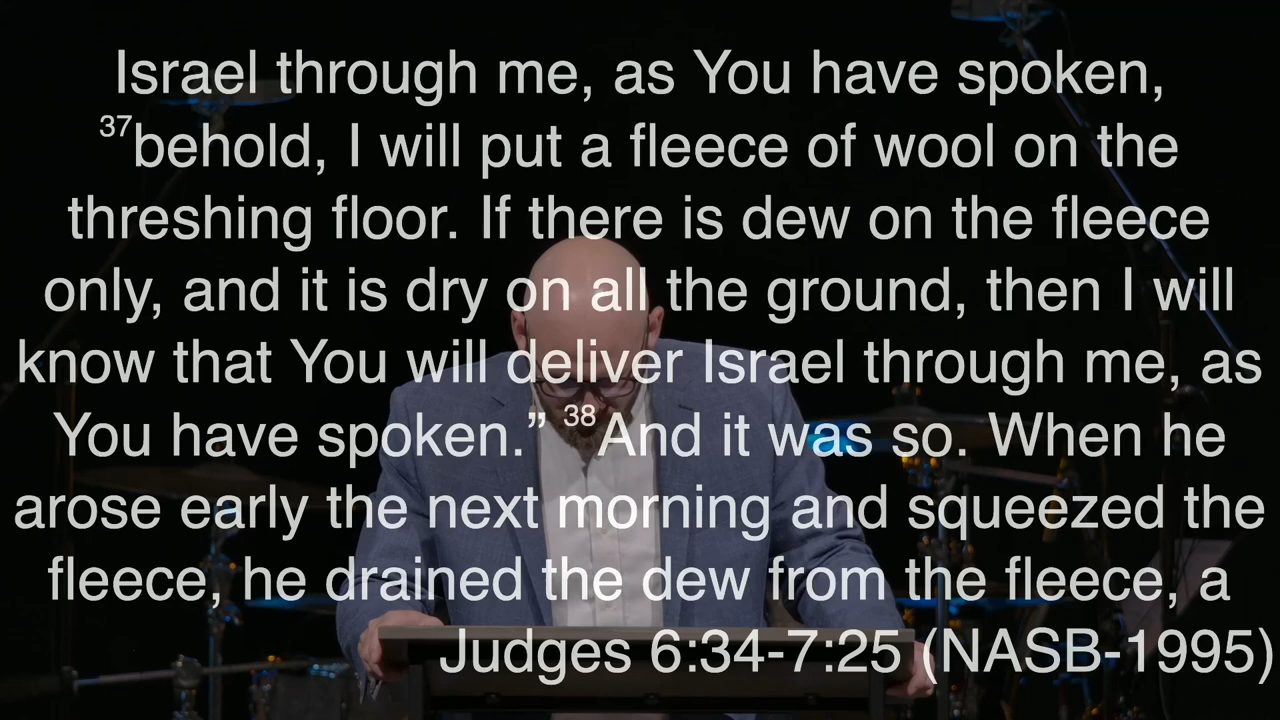 Israel through me, as You have spoken,
37behold, I will put a fleece of wool on the
threshing floor. If there is dew on the fleece
only, and it is dry on all the ground, then I will
know that You will deliver Israel through me, as
You have spoken.” 38And it was so. When he
arose early the next morning and squeezed the
fleece, he drained the dew from the fleece, a
Judges 6:34-7:25 (NASB-1995)